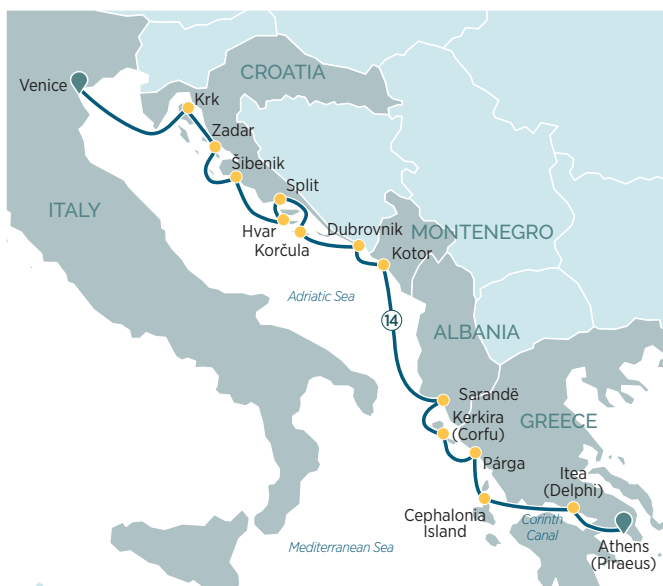 CROATIA
Venice
Krk
Zadar
Šibenik
Split
ITALY
Hvar
Korčula
Dubrovnik
MONTENEGRO
Kotor
Adriatic Sea
14
ALBANIA
Sarandë
Kerkira
(Corfu)
GREECE
Párga
Itea
(Delphi)
Cephalonia
Island
Corinth
Canal
Mediterranean Sea
Athens
(Piraeus)